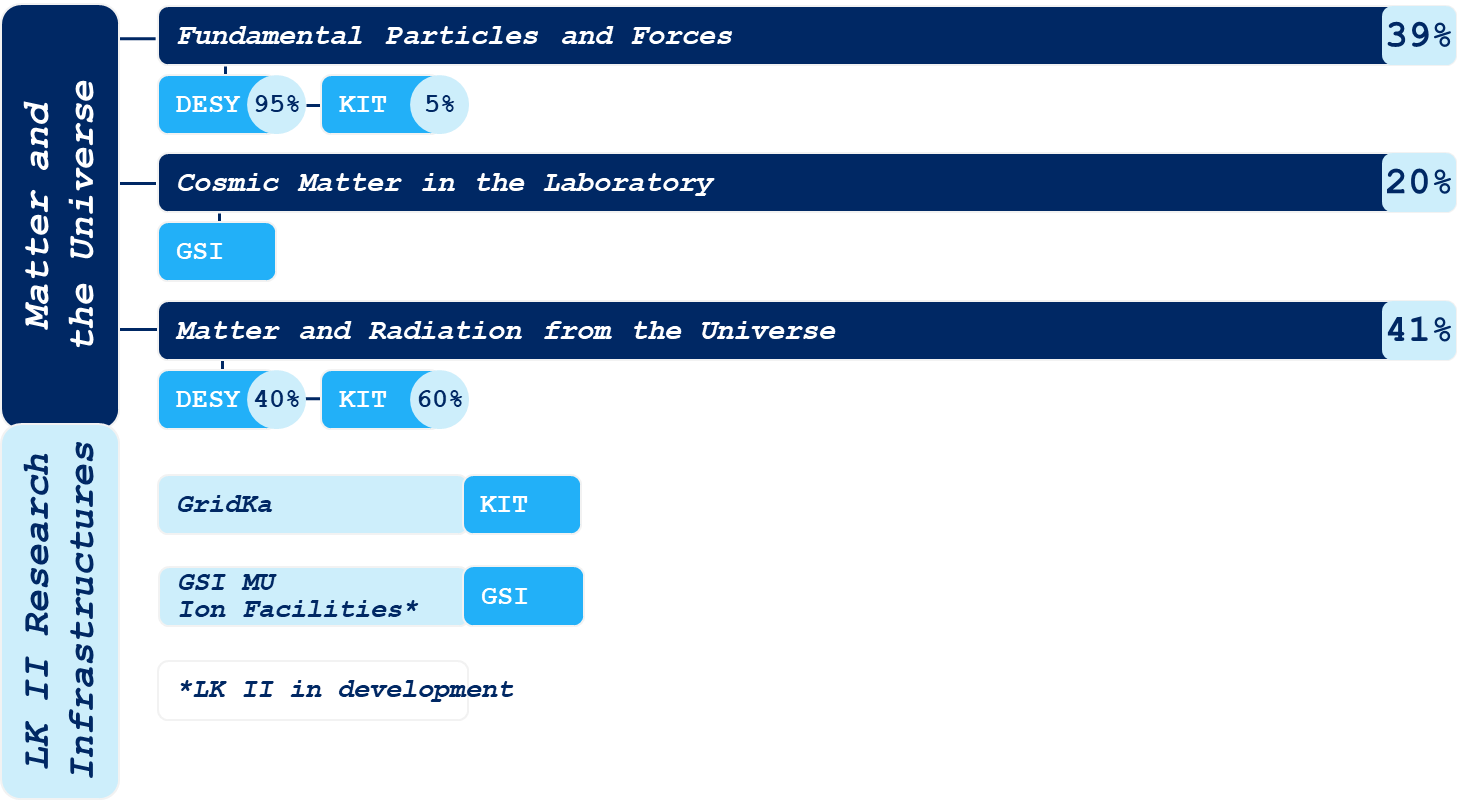 Matter and
the Universe
Fundamental Particles and Forces 39%
DESY 95% KIT 5%
Cosmic Matter in the Laboratory 20%
GSI
Matter and Radiation from the Universe 41%
DESY 40% KIT 60%
LK II Research
Infrastructures
GridKa KIT
GSI MU
Ion Facilities* GSI
*LK II in development